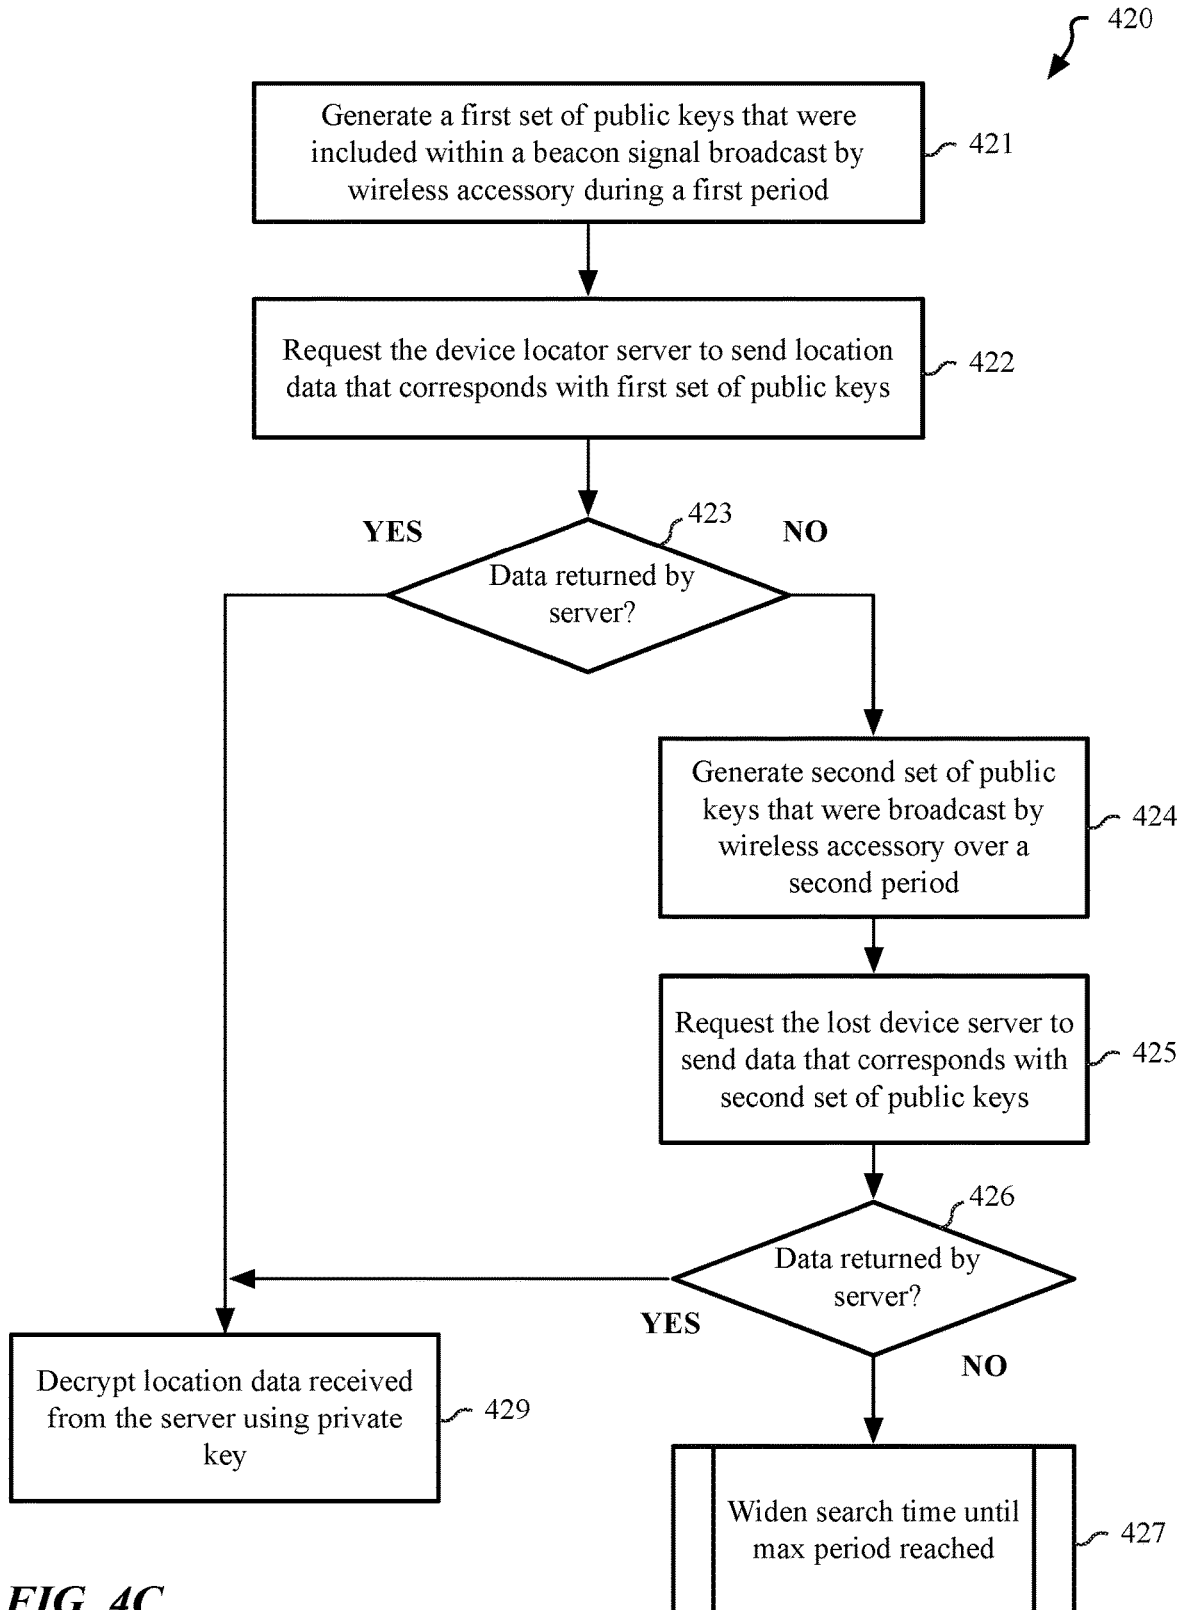 420
Generate a first set of public keys that were
included within a beacon signal broadcast by
wireless accessory during a first period
421
Request the device locator server to send location
data that corresponds with first set of public keys
422
423
YES
NO
Data returned by
server?
Generate second set of public
keys that were broadcast by
wireless accessory over a
second period
424
Request the lost device server to
send data that corresponds with
second set of public keys
425
426
Data returned by
server?
YES
NO
Decrypt location data received
from the server using private
key
429
Widen search time until
max period reached
427
FIG. 4C